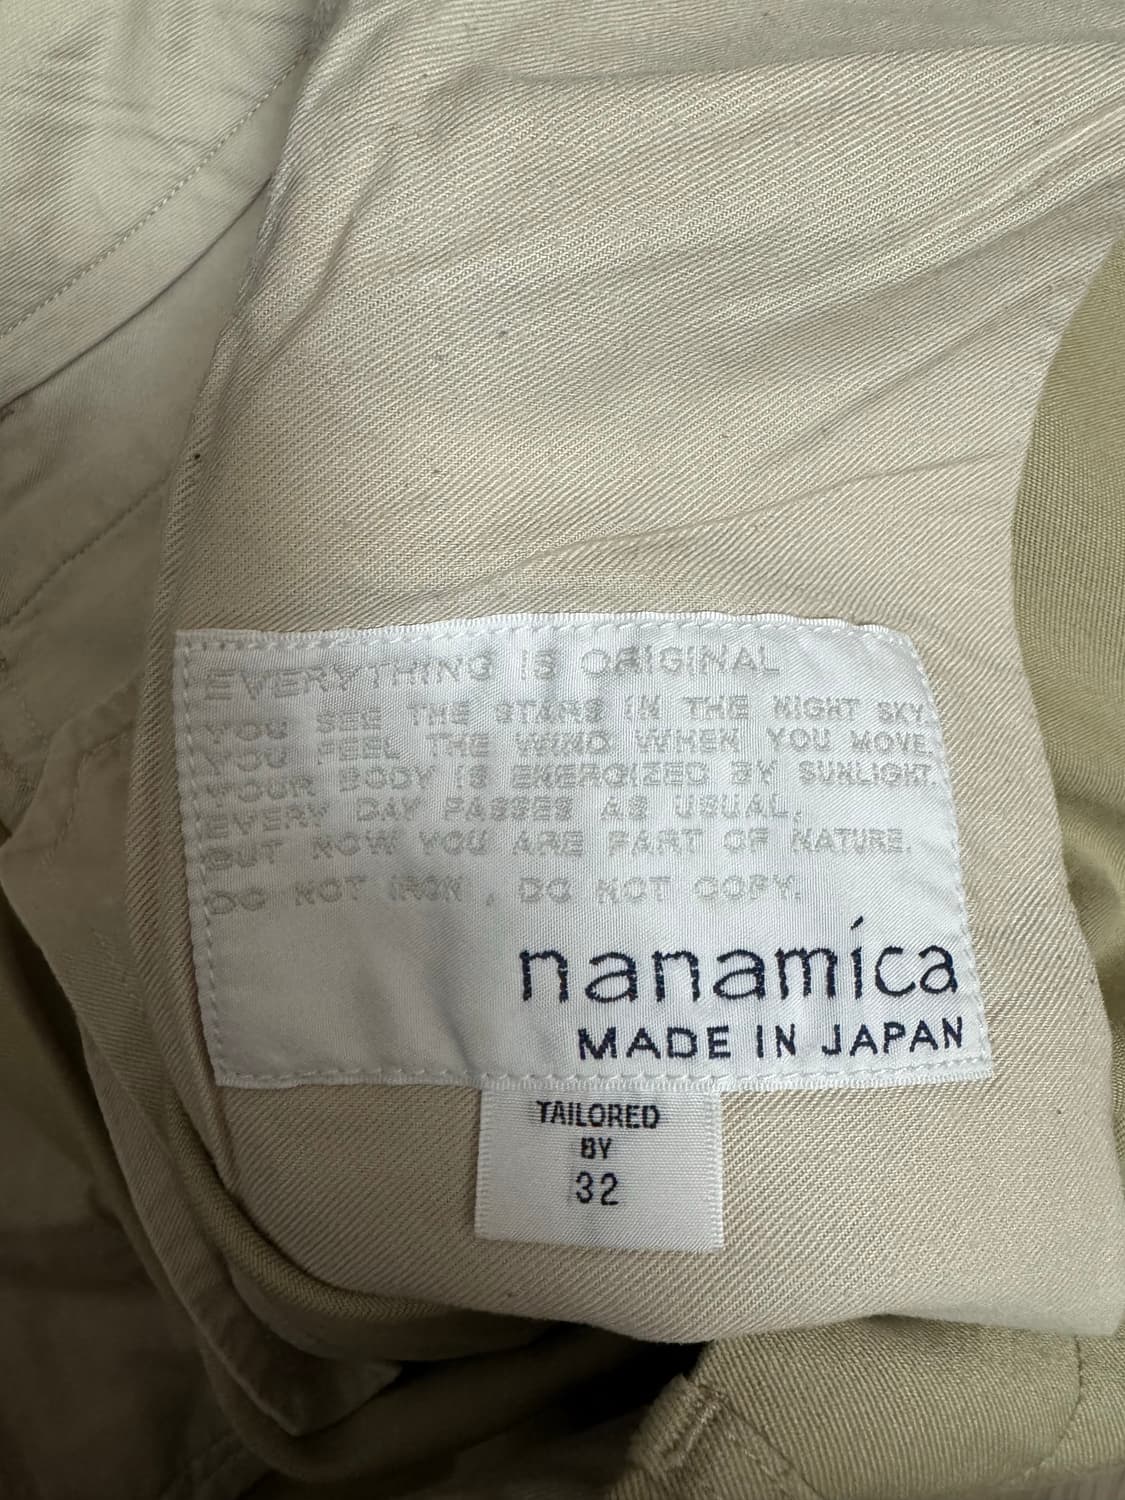 EVERYTHING IS ORIGINAL
YOU SEE THE STARS IN THE NIGHT SKY.
YOU FEEL THE WIND WHEN YOU MOVE.
YOUR BODY IS ENERGIZED BY SUNLIGHT.
EVERY DAY PASSES AS USUAL,
BUT NOW YOU ARE PART OF NATURE.
DO NOT IRON , DO NOT COPY.
nanamíca
MADE IN JAPAN
TAILORED
BY
32